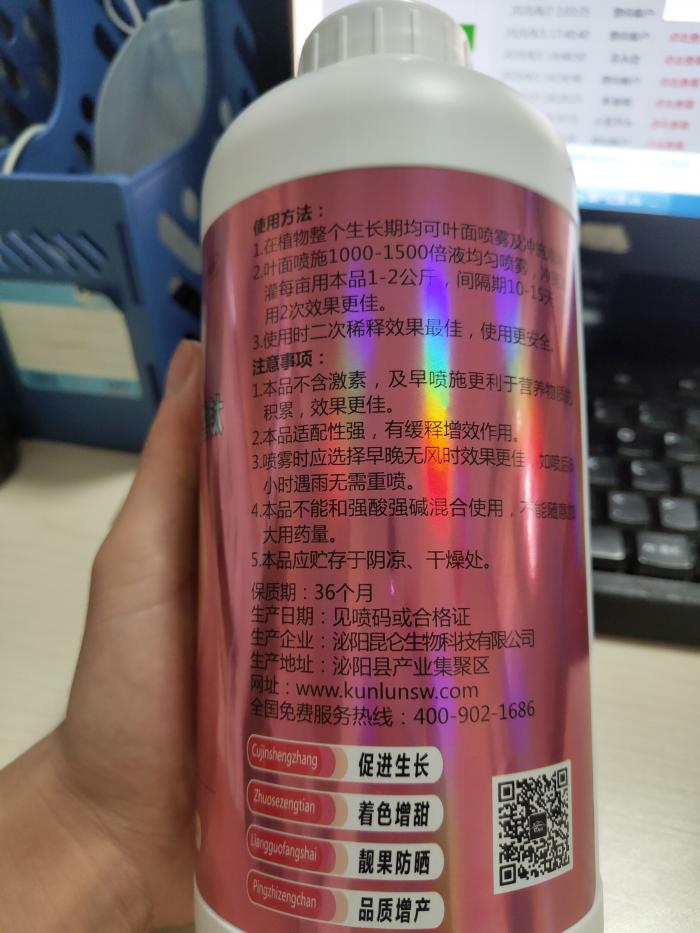 使用方法：
1.在植物整个生长期均可叶面喷雾及冲施
2.叶面喷施1000-1500倍液均匀喷雾，冲
灌每亩用本品1-2公斤，间隔期10-15天
用2次效果更佳。
3.使用时二次稀释效果最佳，使用更安全.
注意事项：
1.本品不含激素，及早喷施更利于营养物质的
积累，效果更佳。
2.本品适配性强，有缓释增效作用。
3.喷雾时应选择早晚无风时效果更佳，如喷后
小时遇雨无需重喷。
4.本品不能和强酸强碱混合使用，不能随意加
大用药量。
5.本品应贮存于阴凉、干燥处。
保质期：36个月
生产日期：见喷码或合格证
生产企业：泌阳昆仑生物科技有限公司
生产地址：泌阳县产业集聚区
网址：www.kunlunsw.com
全国免费服务热线：400-902-1686
Cujinshengzhang 促进生长
Zhuosezengtian 着色增甜
Liangguofangshai 靓果防晒
Pingzhizengchan 品质增产